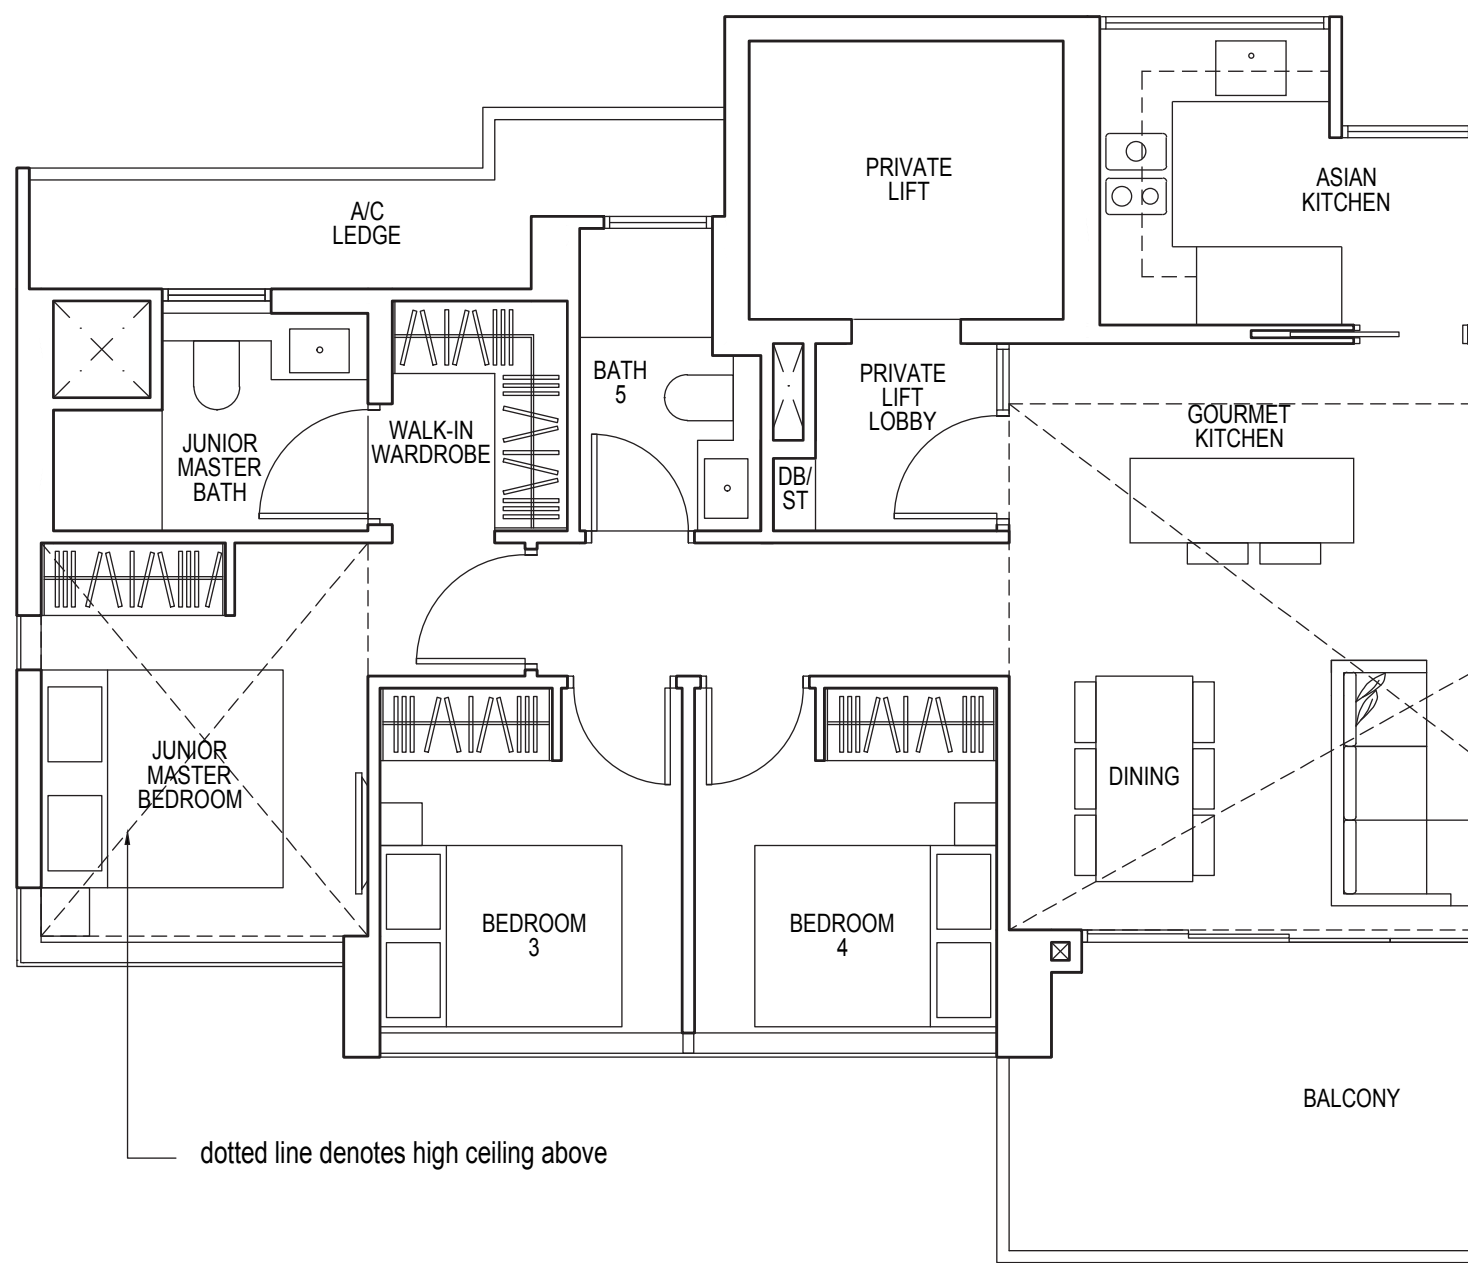 PRIVATE
LIFT
ASIAN
KITCHEN
A/C
LEDGE
BATH
5
PRIVATE
LIFT
LOBBY
GOURMET
KITCHEN
WALK-IN
WARDROBE
JUNIOR
MASTER
BATH
DB/
ST
JUNIOR
MASTER
BEDROOM
DINING
BEDROOM
3
BEDROOM
4
BALCONY
dotted line denotes high ceiling above